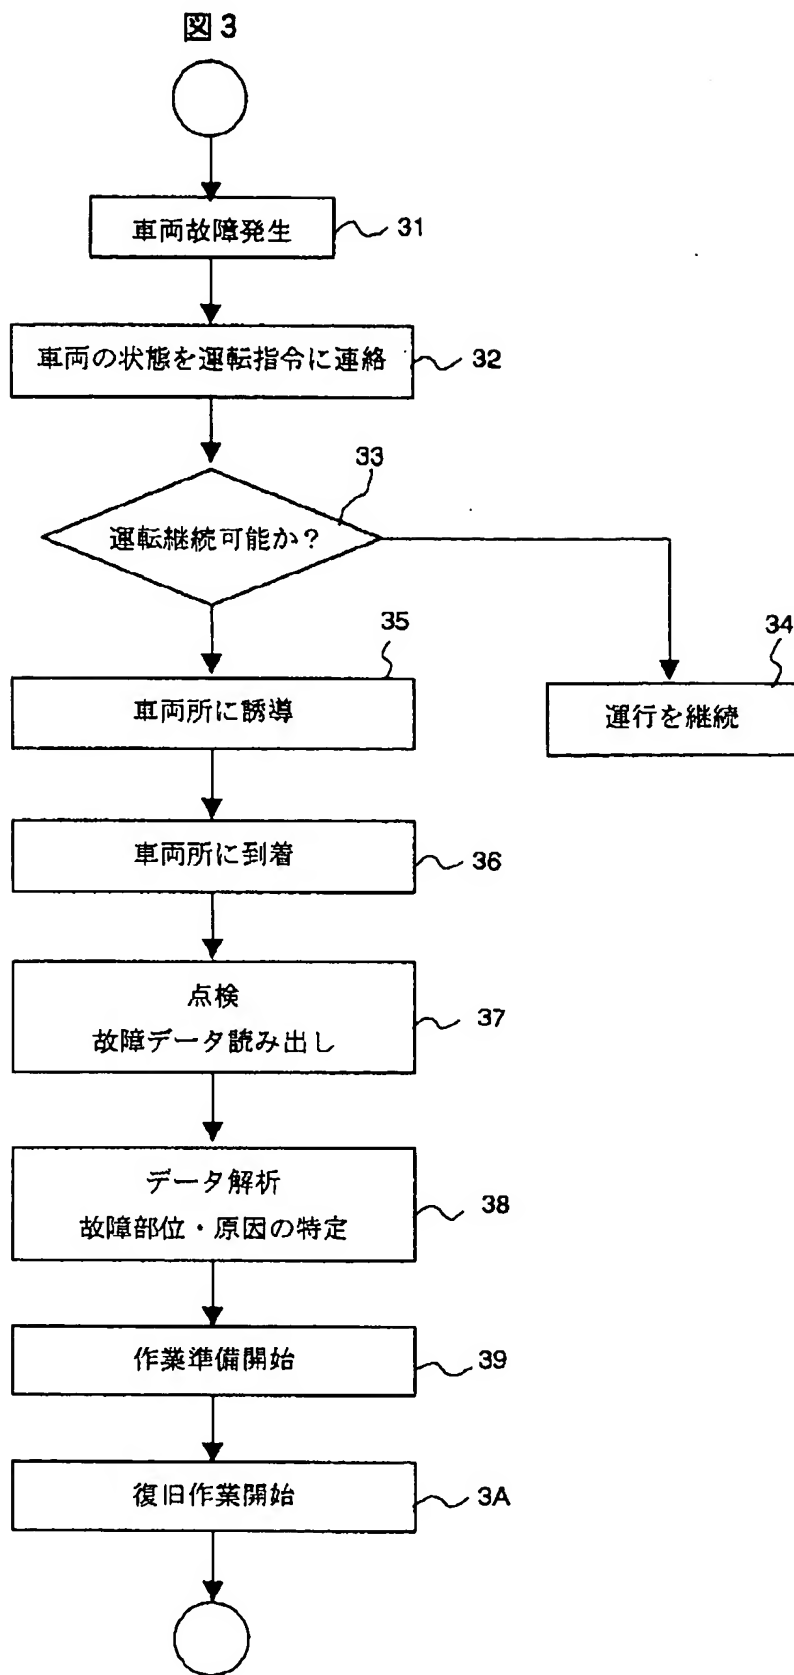 図3
車両故障発生
31
車両の状態を運転指令に連絡
32
33
運転継続可能か？
35
34
車両所に誘導
運行を継続
車両所に到着
36
点検
故障データ読み出し
37
データ解析
故障部位・原因の特定
38
作業準備開始
39
復旧作業開始
3A